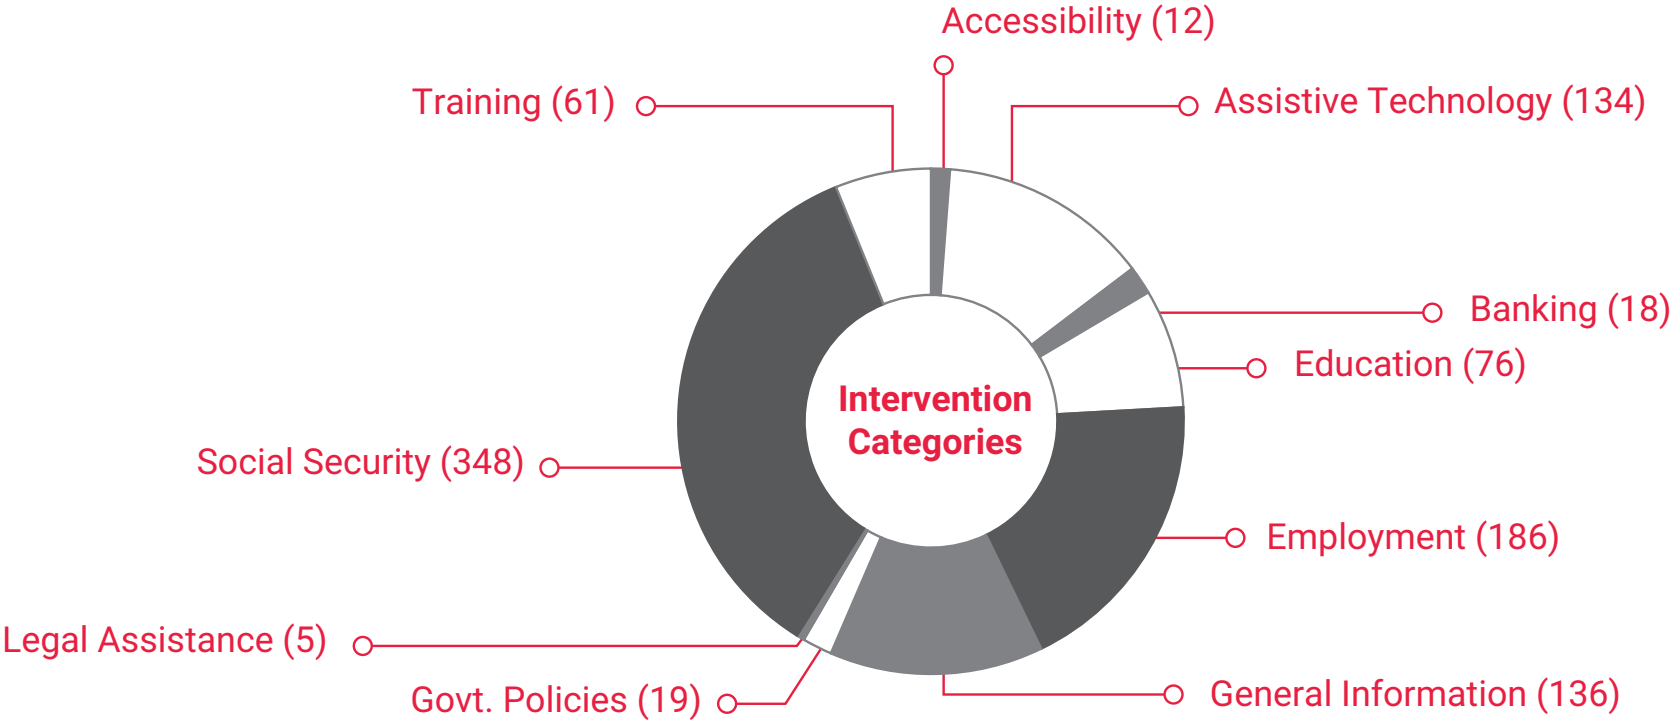 Accessibility (12)
Training (61)
Assistive Technology (134)
Banking (18)
Education (76)
Intervention
Categories
Social Security (348)
Employment (186)
Legal Assistance (5)
Govt. Policies (19)
General Information (136)